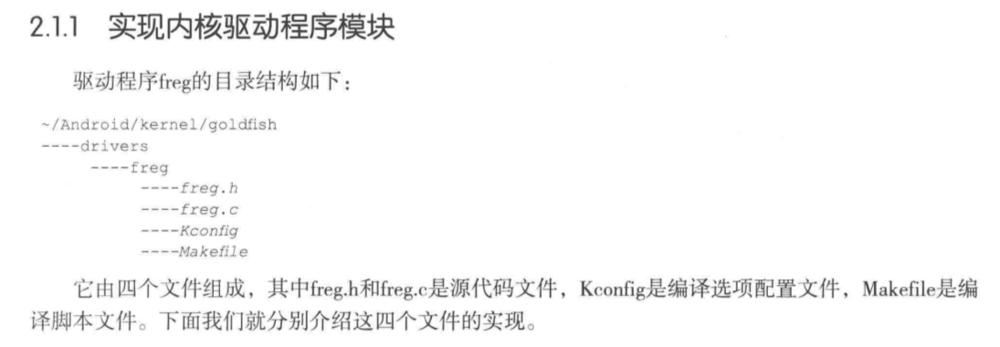 2.1.1 实现内核驱动程序模块
驱动程序freg的目录结构如下：
~/Android/kernel/goldfish
----drivers
----freg
----freg.h
----freg.c
----Kconfig
----Makefile
它由四个文件组成，其中freg.h和freg.c是源代码文件，Kconfig是编译选项配置文件，Makefile是编
译脚本文件。下面我们就分别介绍这四个文件的实现。